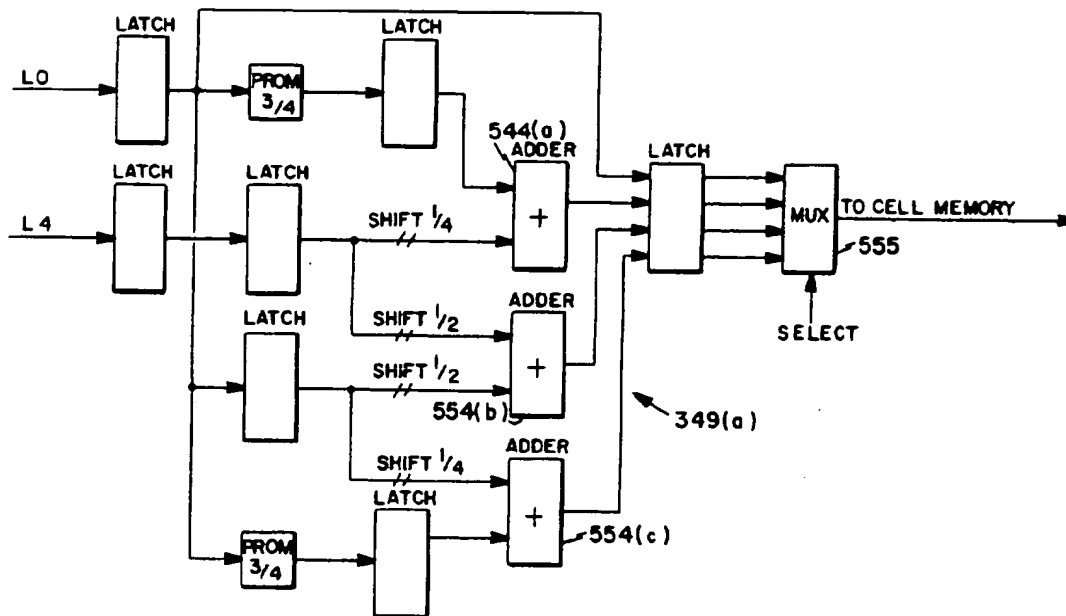 LATCH
LATCH
L0
PROM
3/4
544(a)
ADDER
LATCH
LATCH
L4
SHIFT 1/4
+
MUX
TO CELL MEMORY
555
LATCH
SHIFT 1/2
ADDER
SELECT
LATCH
SHIFT 1/2
+
554(b)
349(a)
SHIFT 1/4
ADDER
LATCH
+
554(c)
PROM
3/4